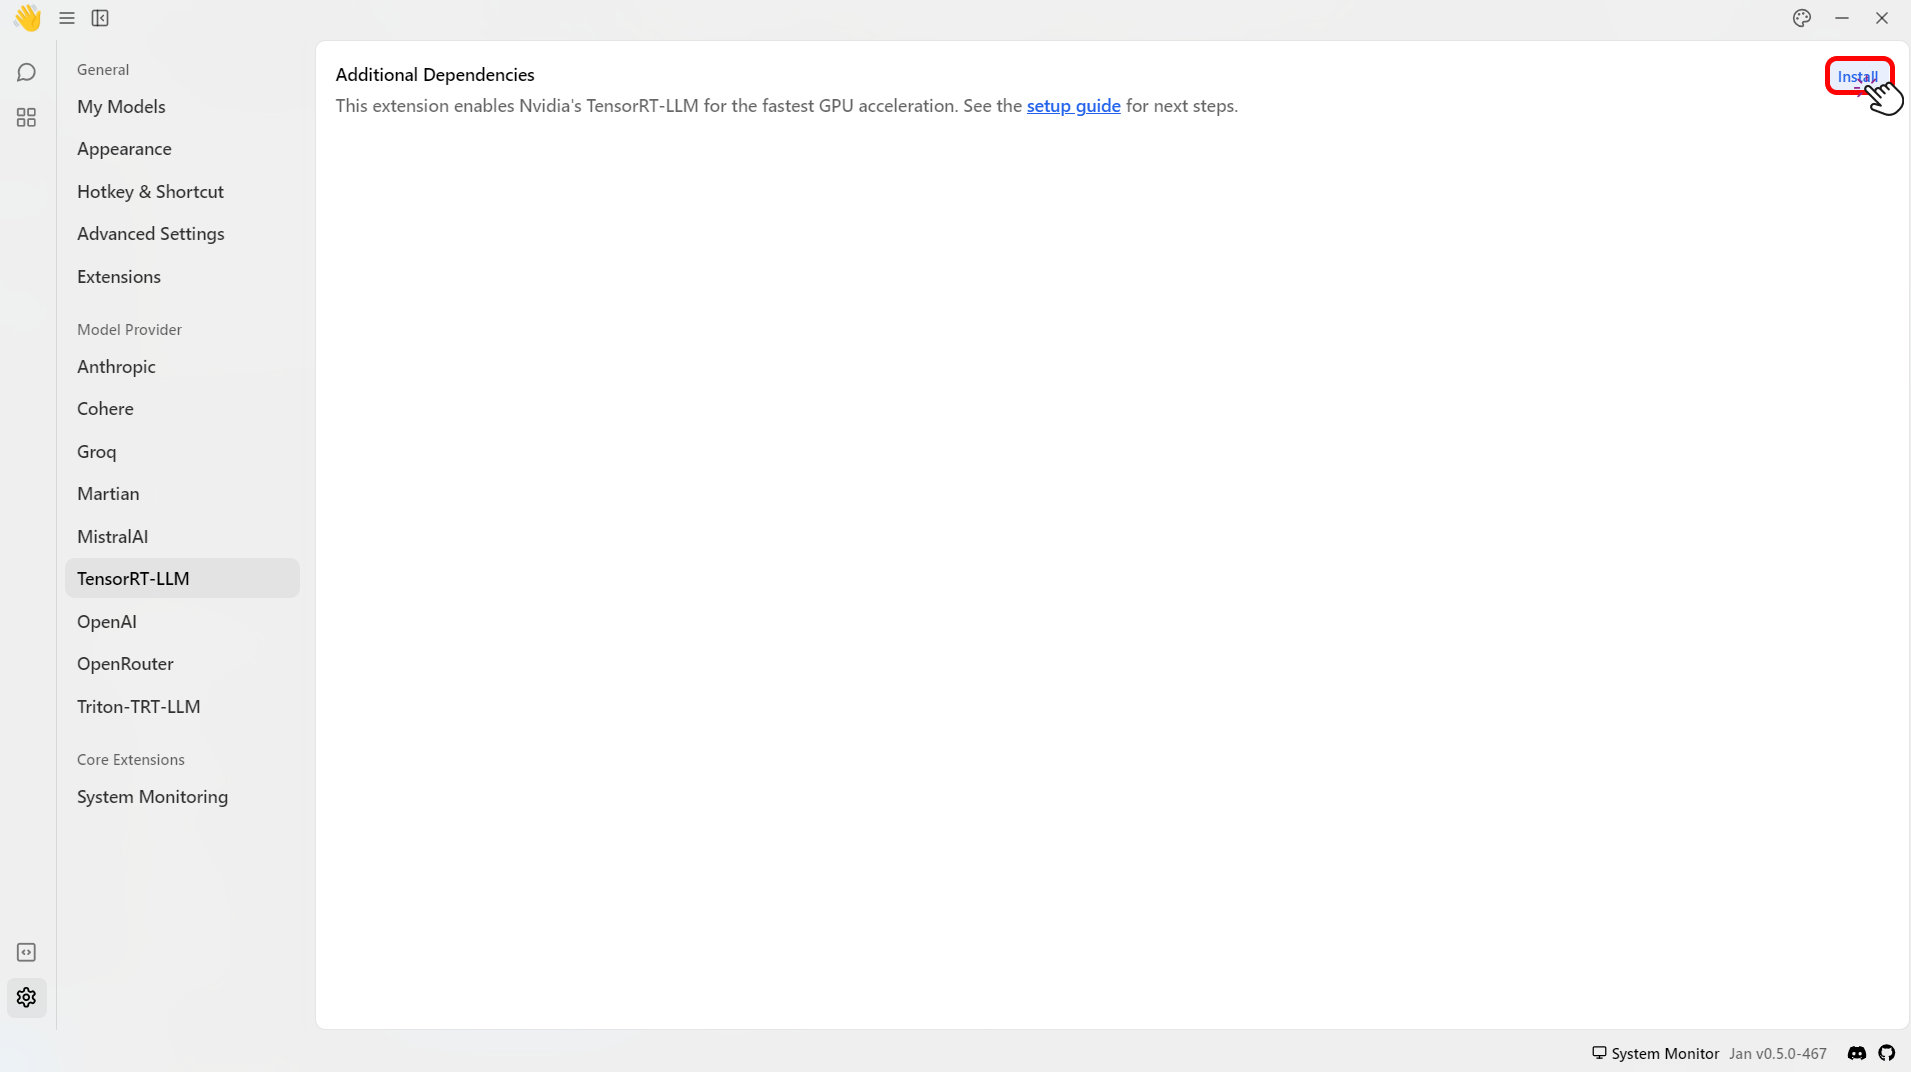 General
My Models
Appearance
Hotkey & Shortcut
Advanced Settings
Extensions
Model Provider
Anthropic
Cohere
Groq
Martian
MistralAI
TensorRT-LLM
OpenAI
OpenRouter
Triton-TRT-LLM
Core Extensions
System Monitoring
Additional Dependencies
Install
This extension enables Nvidia's TensorRT-LLM for the fastest GPU acceleration. See the setup guide for next steps.
System Monitor Jan v0.5.0-467